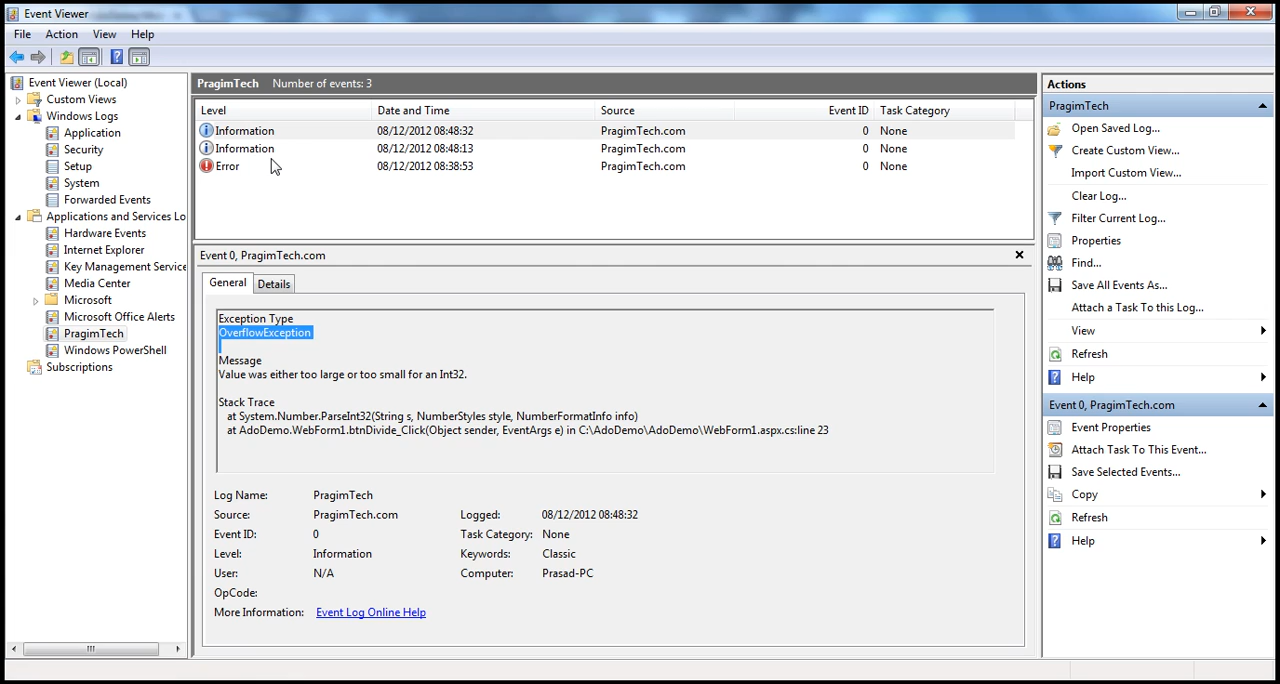 Event Viewer
File Action View Help
Event Viewer (Local)
Custom Views
Windows Logs
Application
Security
Setup
System
Forwarded Events
Applications and Services Lo
Hardware Events
Internet Explorer
Key Management Service
Media Center
Microsoft
Microsoft Office Alerts
PragimTech
Windows PowerShell
Subscriptions
PragimTech Number of events: 3
Level Date and Time Source Event ID Task Category
Information 08/12/2012 08:48:32 PragimTech.com 0 None
Information 08/12/2012 08:48:13 PragimTech.com 0 None
Error 08/12/2012 08:38:53 PragimTech.com 0 None
Event 0, PragimTech.com
General Details
Exception Type
OverflowException
Message
Value was either too large or too small for an Int32.
Stack Trace
at System.Number.ParseInt32(String s, NumberStyles style, NumberFormatInfo info)
at AdoDemo.WebForm1.btnDivide_Click(Object sender, EventArgs e) in C:\AdoDemo\AdoDemo\WebForm1.aspx.cs:line 23
Log Name: PragimTech
Source: PragimTech.com Logged: 08/12/2012 08:48:32
Event ID: 0 Task Category: None
Level: Information Keywords: Classic
User: N/A Computer: Prasad-PC
OpCode:
More Information: Event Log Online Help
Actions
PragimTech
Open Saved Log...
Create Custom View...
Import Custom View...
Clear Log...
Filter Current Log...
Properties
Find...
Save All Events As...
Attach a Task To this Log...
View
Refresh
Help
Event 0, PragimTech.com
Event Properties
Attach Task To This Event...
Save Selected Events...
Copy
Refresh
Help